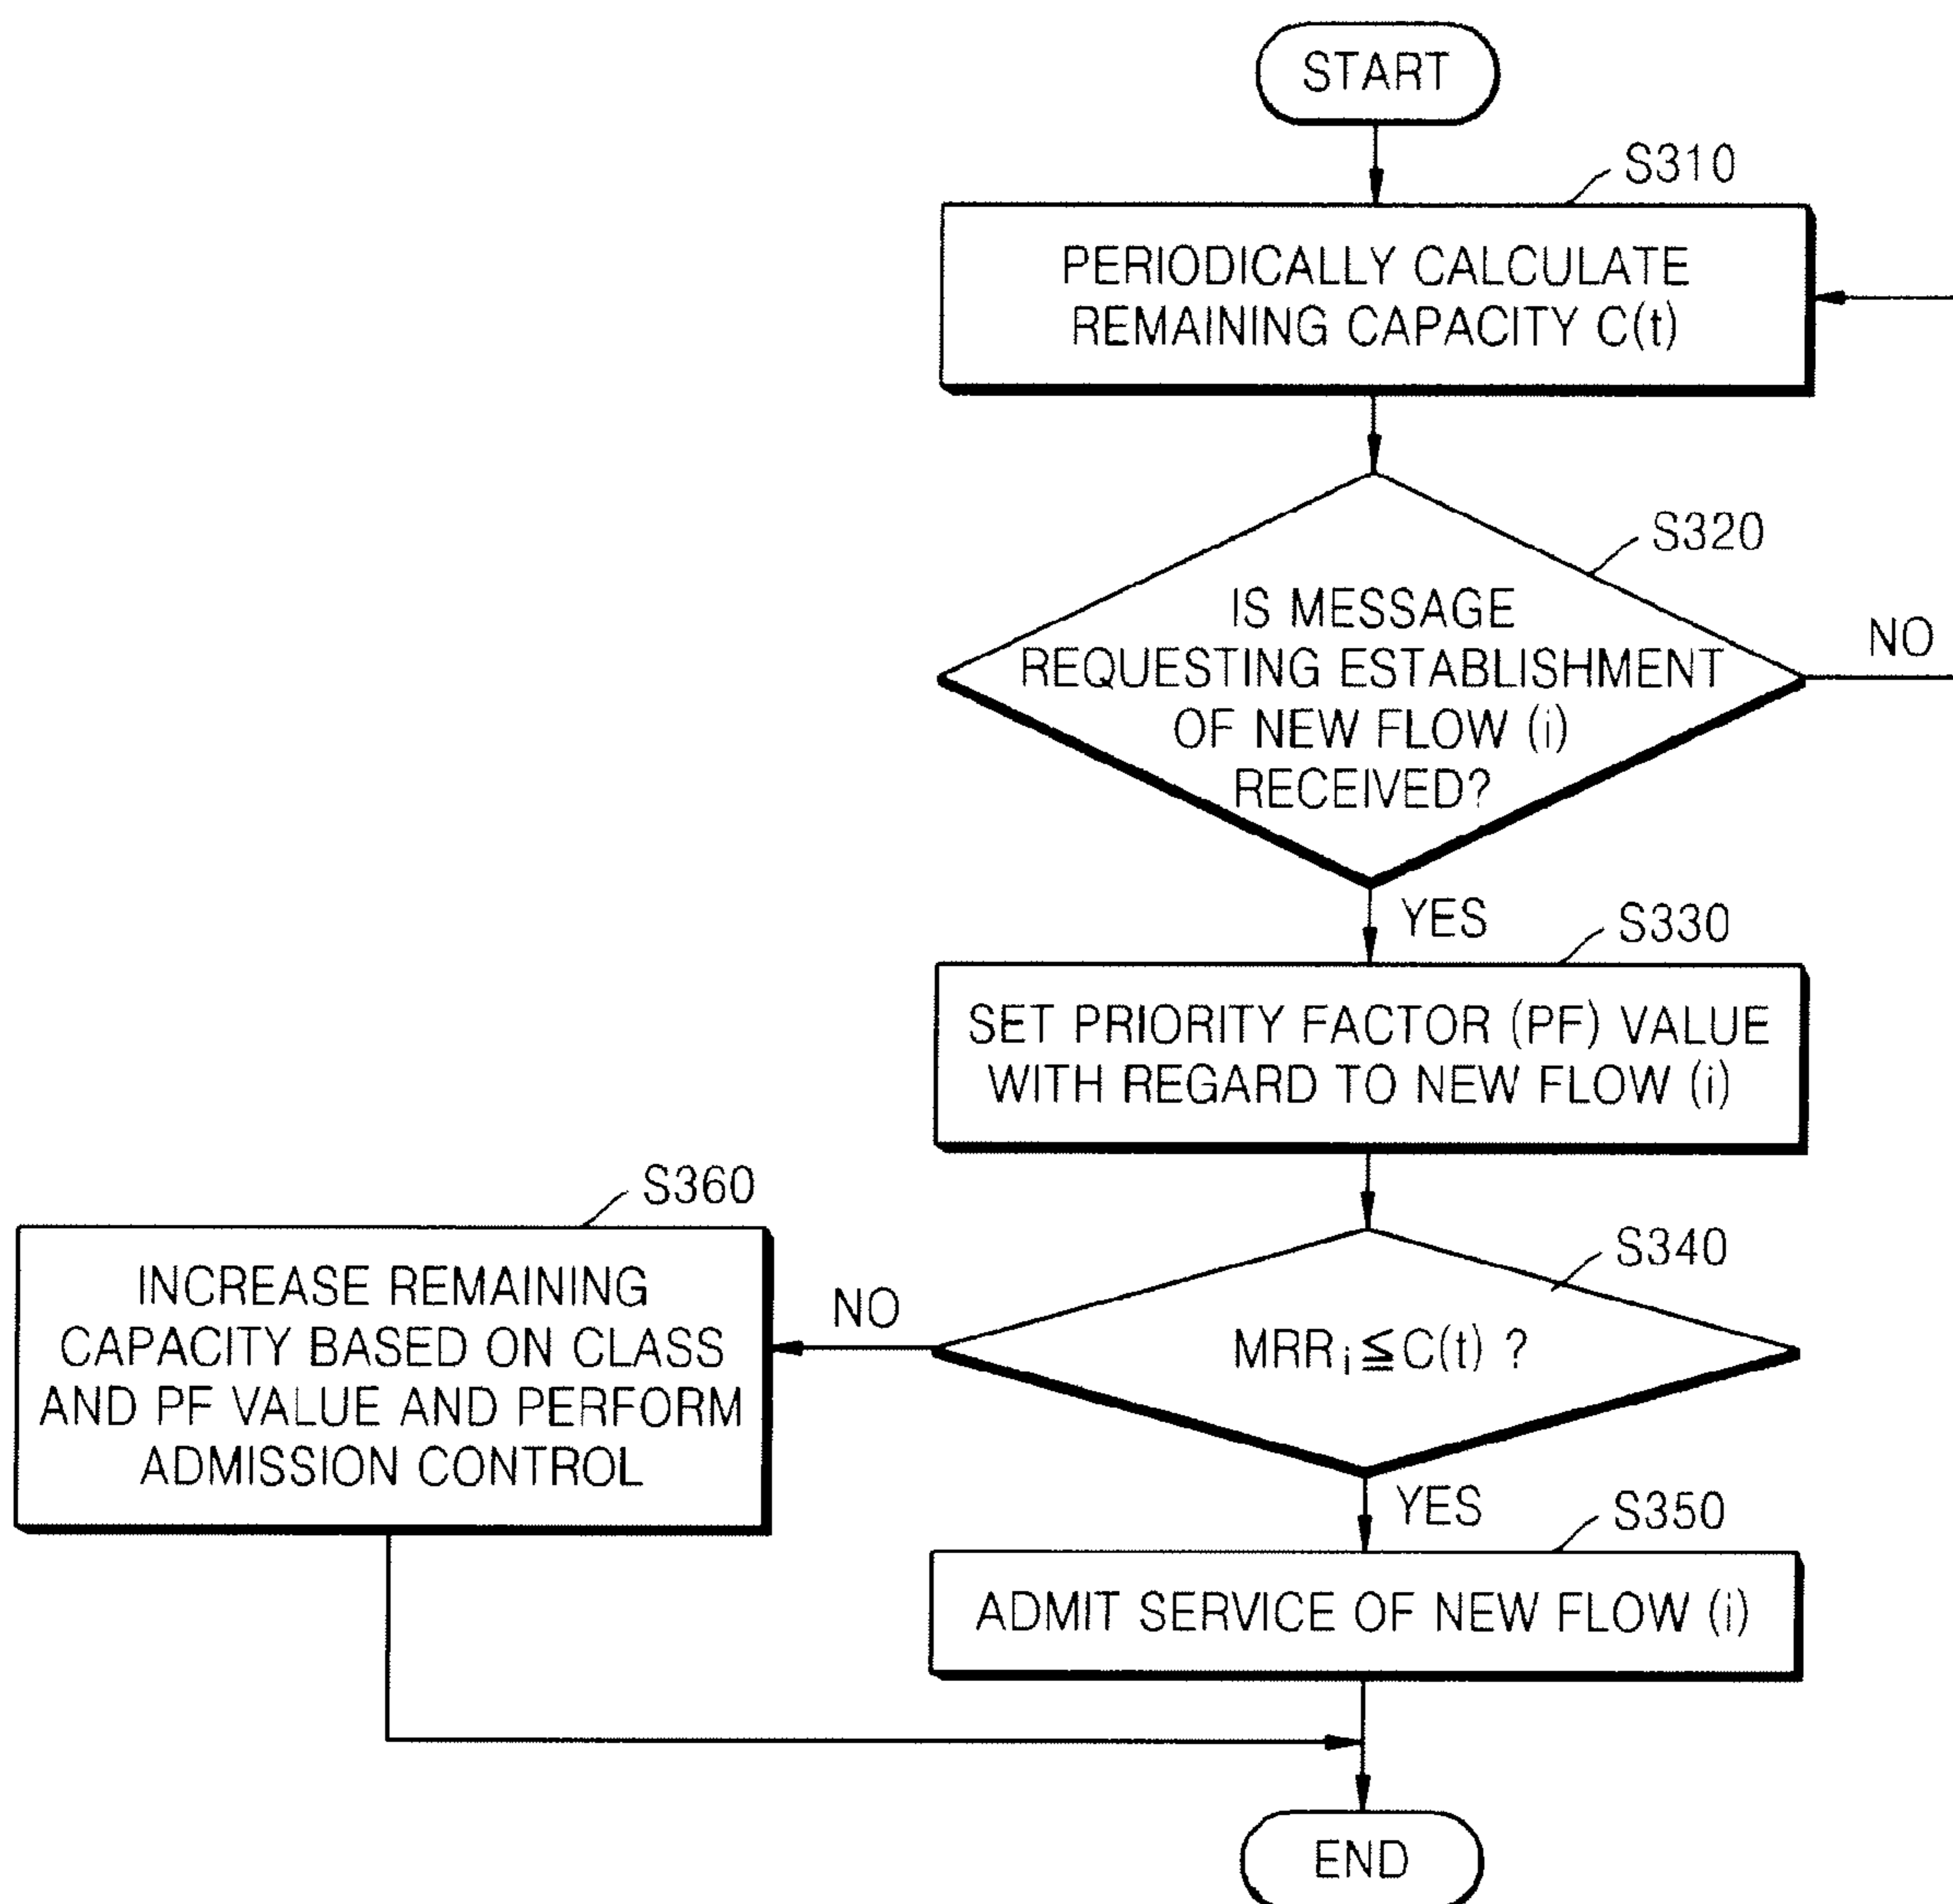 START
S310
PERIODICALLY CALCULATE
REMAINING CAPACITY C(t)
S320
IS MESSAGE
REQUESTING ESTABLISHMENT
OF NEW FLOW (i)
RECEIVED?
NO
YES
S330
SET PRIORITY FACTOR (PF) VALUE
WITH REGARD TO NEW FLOW (i)
S360
INCREASE REMAINING
CAPACITY BASED ON CLASS
AND PF VALUE AND PERFORM
ADMISSION CONTROL
NO
S340
MRRi ≦ C(t) ?
YES
S350
ADMIT SERVICE OF NEW FLOW (i)
END